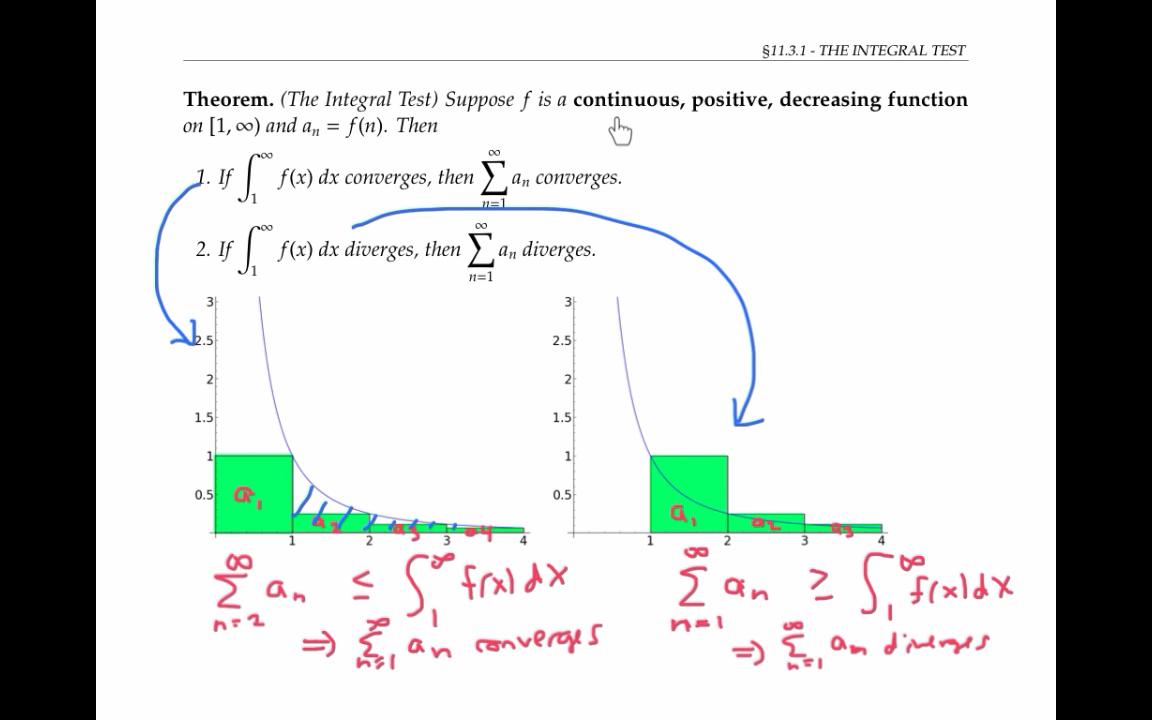 §11.3.1 - THE INTEGRAL TEST
Theorem. (The Integral Test) Suppose f is a continuous, positive, decreasing function
on [1, ∞) and aₙ = f(n). Then
1. If ∫₁^∞ f(x) dx converges, then ∑_{n=1}^∞ aₙ converges.
2. If ∫₁^∞ f(x) dx diverges, then ∑_{n=1}^∞ aₙ diverges.
3
2.5
2
1.5
1
0.5
a₁
a₂
a₃
a₄
1 2 3 4
3
2.5
2
1.5
1
0.5
a₁
a₂
a₃
1 2 3 4
∑_{n=2}^∞ aₙ ≤ ∫₁^∞ f(x) dx
⇒ ∑_{n=1}^∞ aₙ converges
∑_{n=1}^∞ aₙ ≥ ∫₁^∞ f(x) dx
⇒ ∑_{n=1}^∞ aₙ diverges